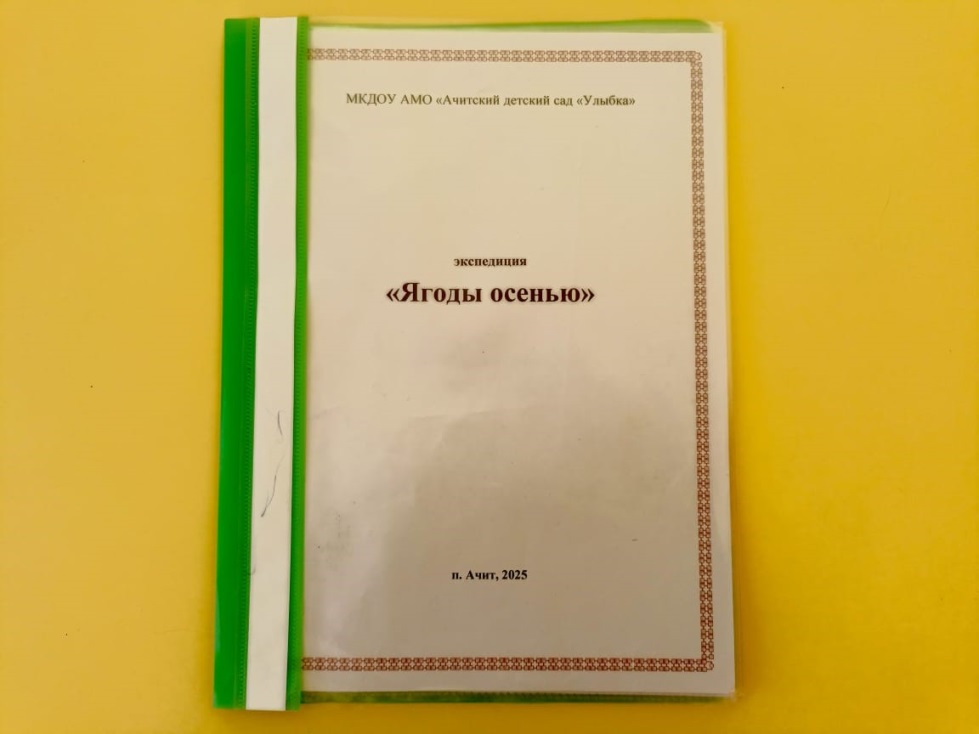 МКДОУ АМО «Ачитский детский сад «Улыбка»
экспедиция
«Ягоды осенью»
п. Ачит, 2025